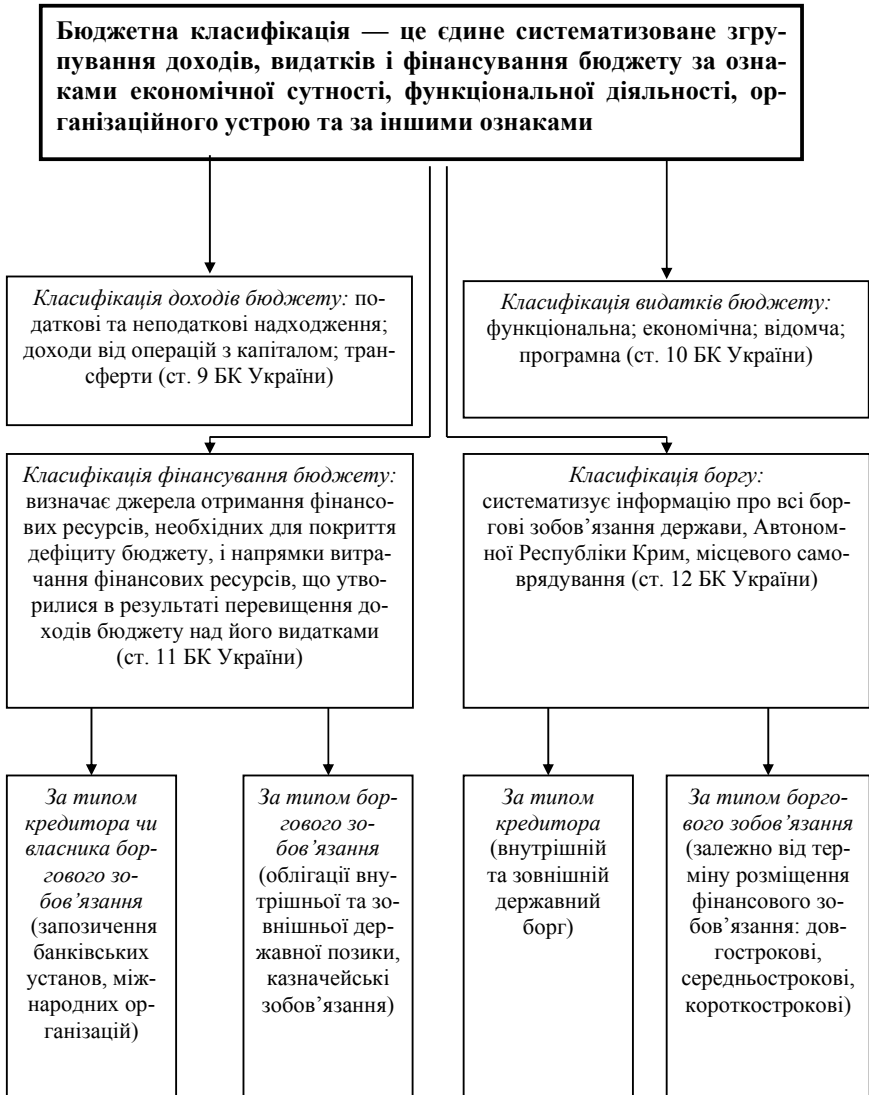 Бюджетна класифікація — це єдине систематизоване згру-
пування доходів, видатків і фінансування бюджету за озна-
ками економічної сутності, функціональної діяльності, ор-
ганізаційного устрою та за іншими ознаками
Класифікація доходів бюджету: по-
даткові та неподаткові надходження;
доходи від операцій з капіталом; тран-
сферти (ст. 9 БК України)
Класифікація видатків бюджету:
функціональна; економічна; відомча;
програмна (ст. 10 БК України)
Класифікація фінансування бюджету:
визначає джерела отримання фінансо-
вих ресурсів, необхідних для покриття
дефіциту бюджету, і напрямки витра-
чання фінансових ресурсів, що утво-
рилися в результаті перевищення до-
ходів бюджету над його видатками
(ст. 11 БК України)
Класифікація боргу:
систематизує інформацію про всі бор-
гові зобов’язання держави, Автоном-
ної Республіки Крим, місцевого само-
врядування (ст. 12 БК України)
За типом
кредитора чи
власника бор-
гового зо-
бов’язання
(запозичення
банківських
установ, між-
народних ор-
ганізацій)
За типом бор-
гового зо-
бов’язання
(облігації вну-
трішньої та зо-
внішньої дер-
жавної позики,
казначейські
зобов’язання)
За типом
кредитора
(внутрішній
та зовнішній
державний
борг)
За типом борго-
вого зобов’язання
(залежно від тер-
міну розміщення
фінансового зо-
бов’язання: дов-
гострокові,
середньострокові,
короткострокові)